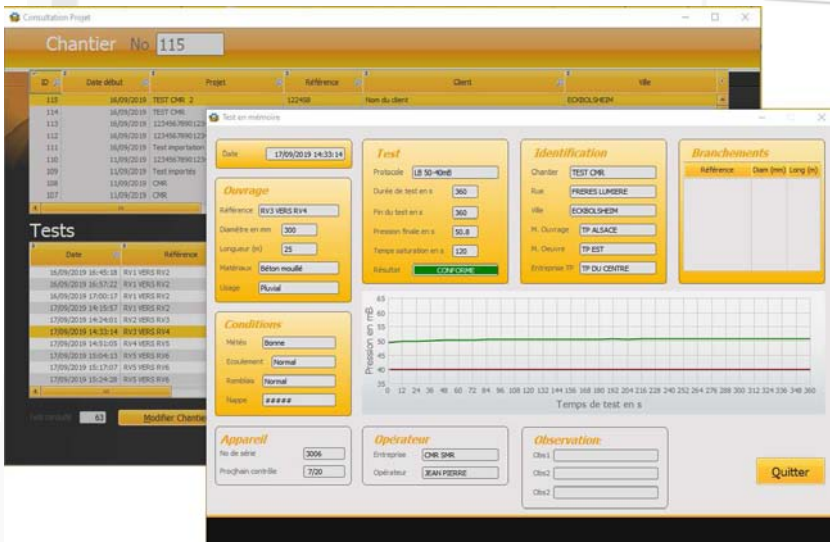 Consultation Projet
Chantier No 115
ID Date début Projet Référence Client Ville
115 16/09/2019 TEST CMR 2 122498 Nom du client ECKBOLSHEIM
114 16/09/2019 TEST CMR
113 16/09/2019
112 16/09/2019
111 16/09/2019 Test importation
110 11/09/2019
109 11/09/2019 Test importés
108 11/09/2019 CMR
107 11/09/2019 CMR
Tests
Date Référence
16/09/2019 16:45:18 RV1 VERS RV2
16/09/2019 16:57:22 RV1 VERS RV2
16/09/2019 17:00:17 RV1 VERS RV2
17/09/2019 14:15:57 RV1 VERS RV2
17/09/2019 14:24:01 RV2 VERS RV3
17/09/2019 14:33:14 RV3 VERS RV4
17/09/2019 14:51:05 RV4 VERS RV5
17/09/2019 15:04:13 RV5 VERS RV6
17/09/2019 15:17:07 RV5 VERS RV6
17/09/2019 15:24:28 RV5 VERS RV6
63 Modifier Chantier
Test en mémoire
Date 17/09/2019 14:33:14
Ouvrage
Référence RV3 VERS RV4
Diamètre en mm 300
Longueur (m) 25
Matériaux Béton mouillé
Usage Pluvial
Conditions
Météo Bonne
Ecoulement Normal
Remblais Normal
Nappe #####
Test
Protocole LB 50-40mB
Durée de test en s 360
Fin du test en s 360
Pression finale en s 50.8
Temps saturation en s 120
Résultat CONFORME
Identification
Chantier TEST CMR
Rue FRERES LUMIERE
Ville ECKBOLSHEIM
M. Ouvrage TP ALSACE
M. Oeuvre TP EST
Entreprise TP TP DU CENTRE
Branchements
Référence Diam (mm) Long (m)
Pression en mB
65
60
55
50
45
40
35
0 12 24 36 48 60 72 84 96 108 120 132 144 156 168 180 192 204 216 228 240 252 264 276 288 300 312 324 336 348 360
Temps de test en s
Appareil
No de série 3006
Prochain contrôle 7/20
Opérateur
Entreprise CMR SMR
Opérateur JEAN PIERRE
Observation
Obs1
Obs2
Obs2
Quitter